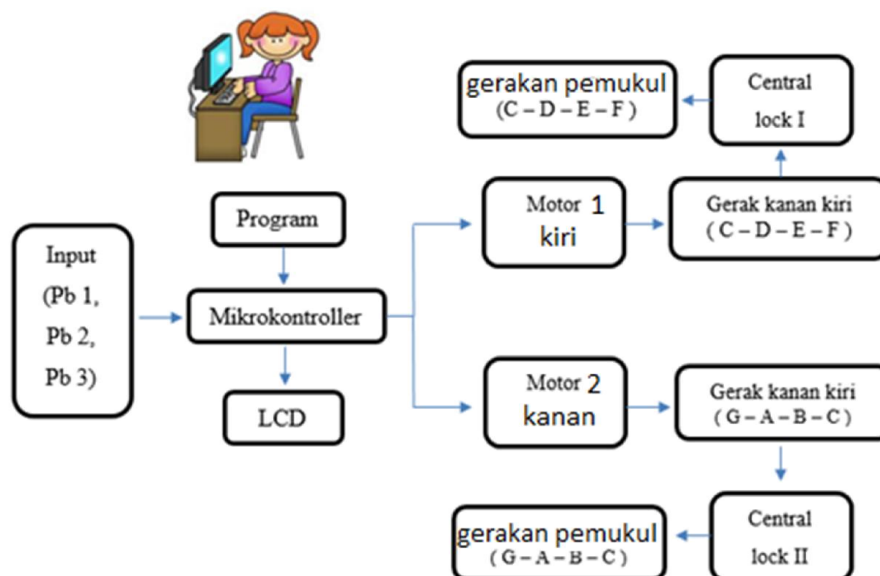 gerakan pemukul
(C – D – E – F )
Central
lock I
Program
Motor 1
kiri
Gerak kanan kiri
( C – D – E – F )
Input
(Pb 1,
Pb 2,
Pb 3)
Mikrokontroller
LCD
Motor 2
kanan
Gerak kanan kiri
( G – A – B – C )
gerakan pemukul
( G – A – B – C )
Central
lock II